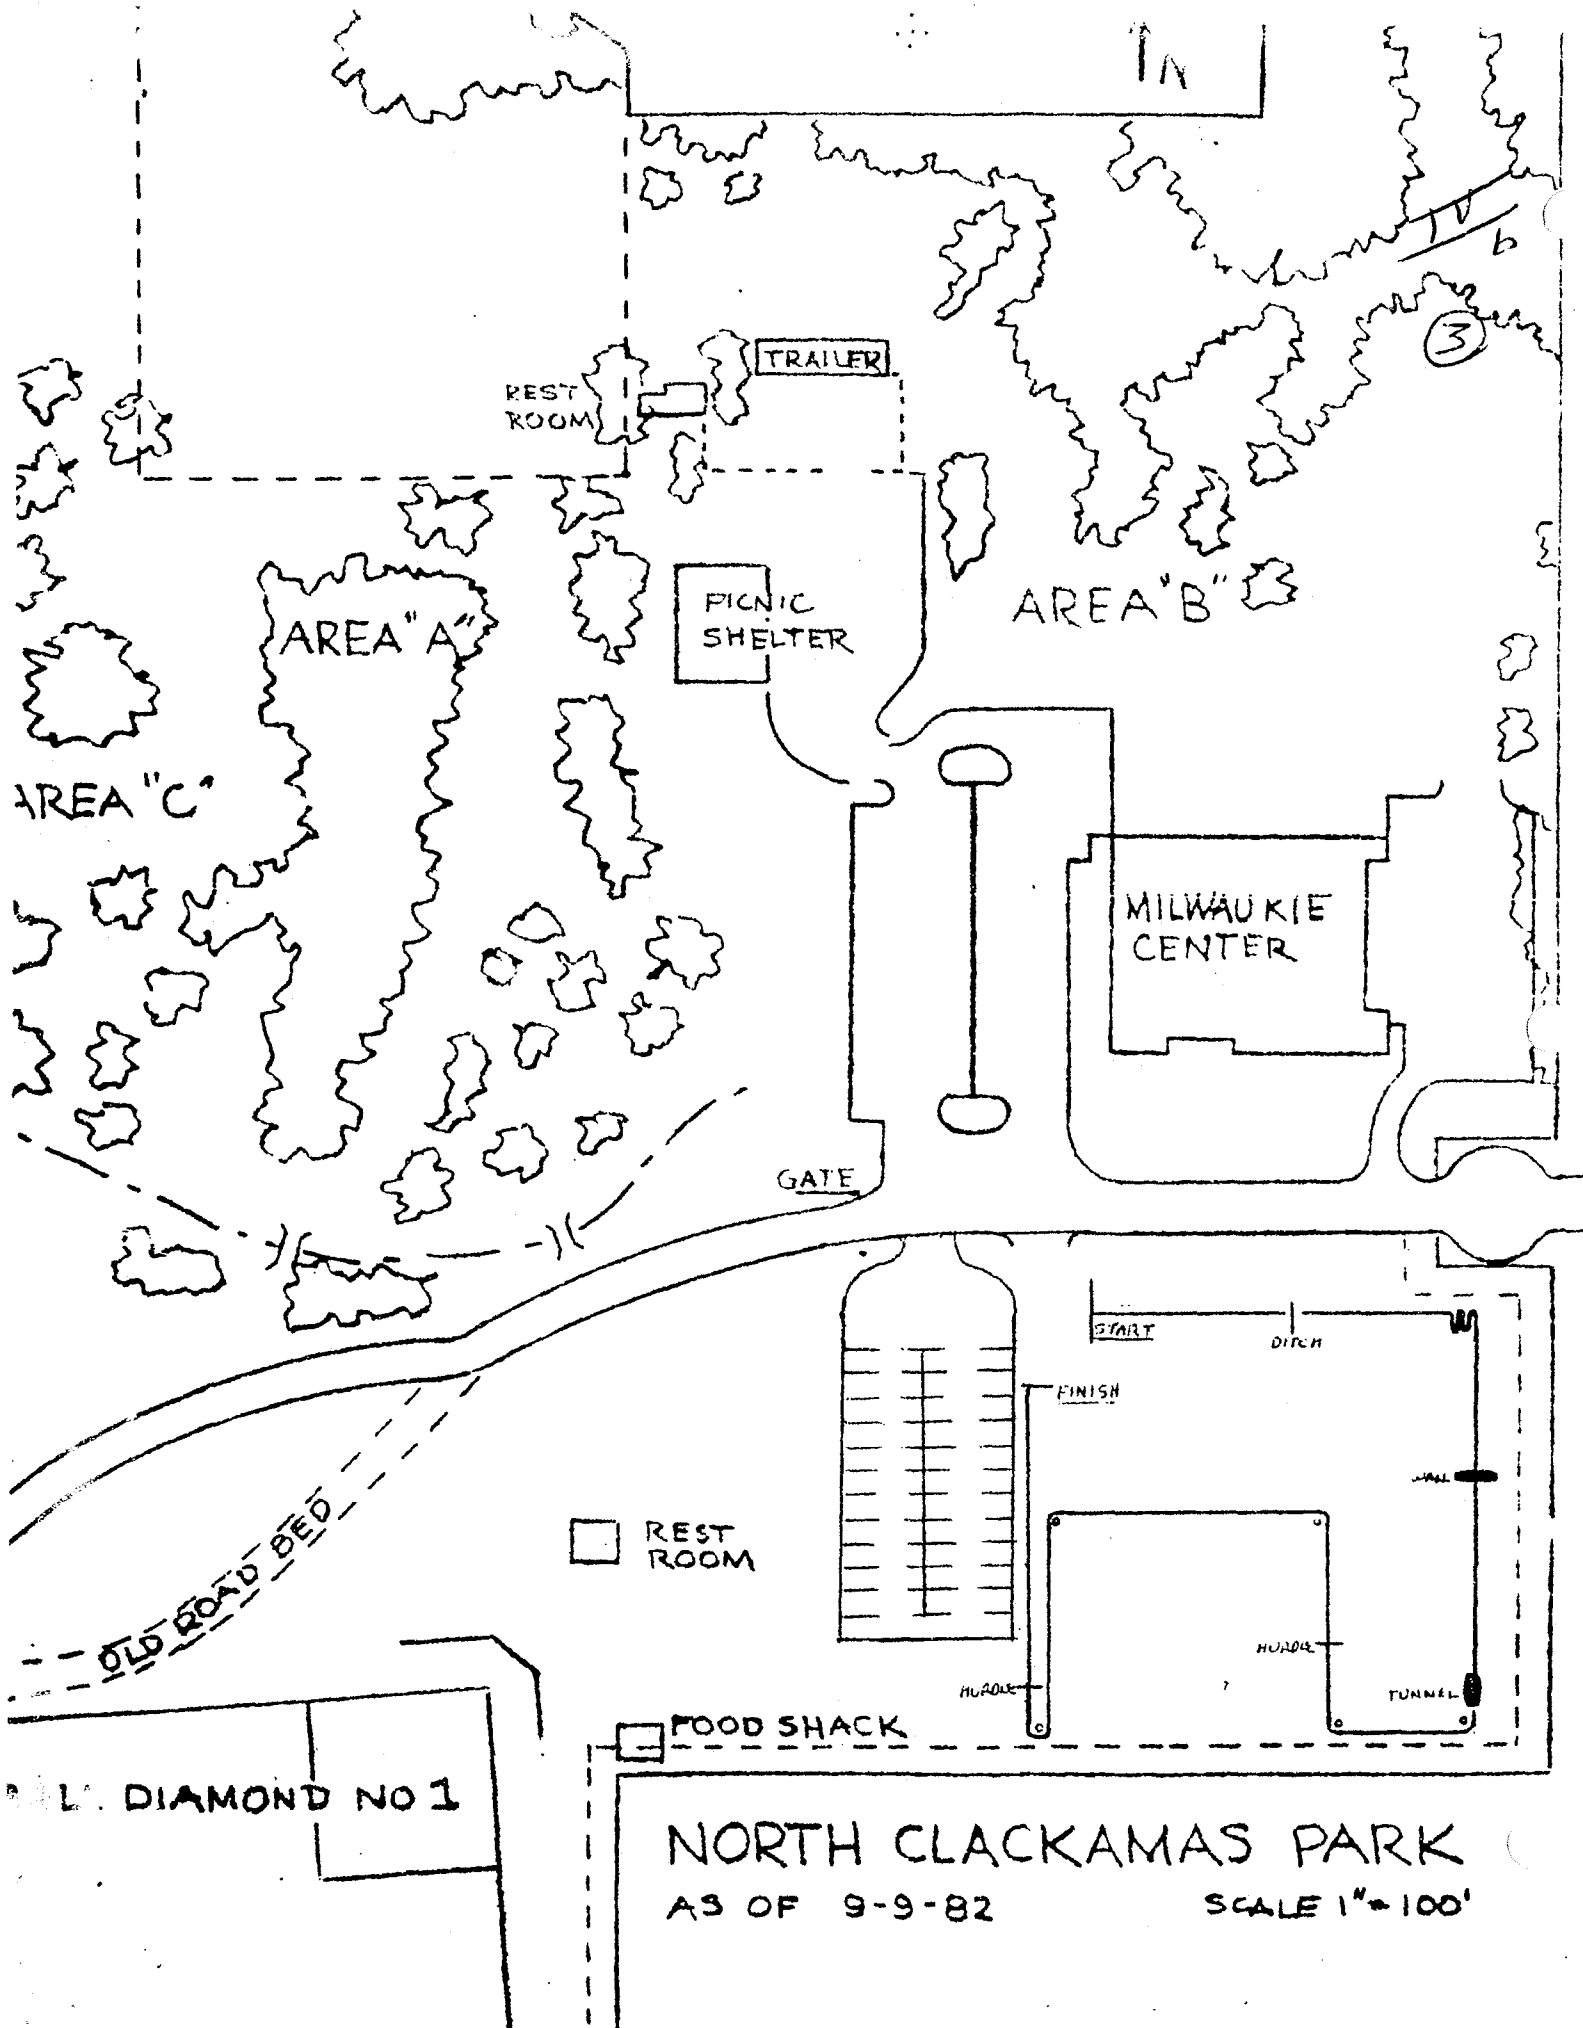 N
TRAILER
3
REST
ROOM
AREA "B"
PICNIC
SHELTER
AREA "A"
AREA "C"
MILWAUKIE
CENTER
GATE
START
DITCH
FINISH
WALL
OLD ROAD BED
REST
ROOM
HURDLE
HURDLE
TUNNEL
FOOD SHACK
DIAMOND NO 1
NORTH CLACKAMAS PARK
AS OF 9-9-82
SCALE 1"=100'